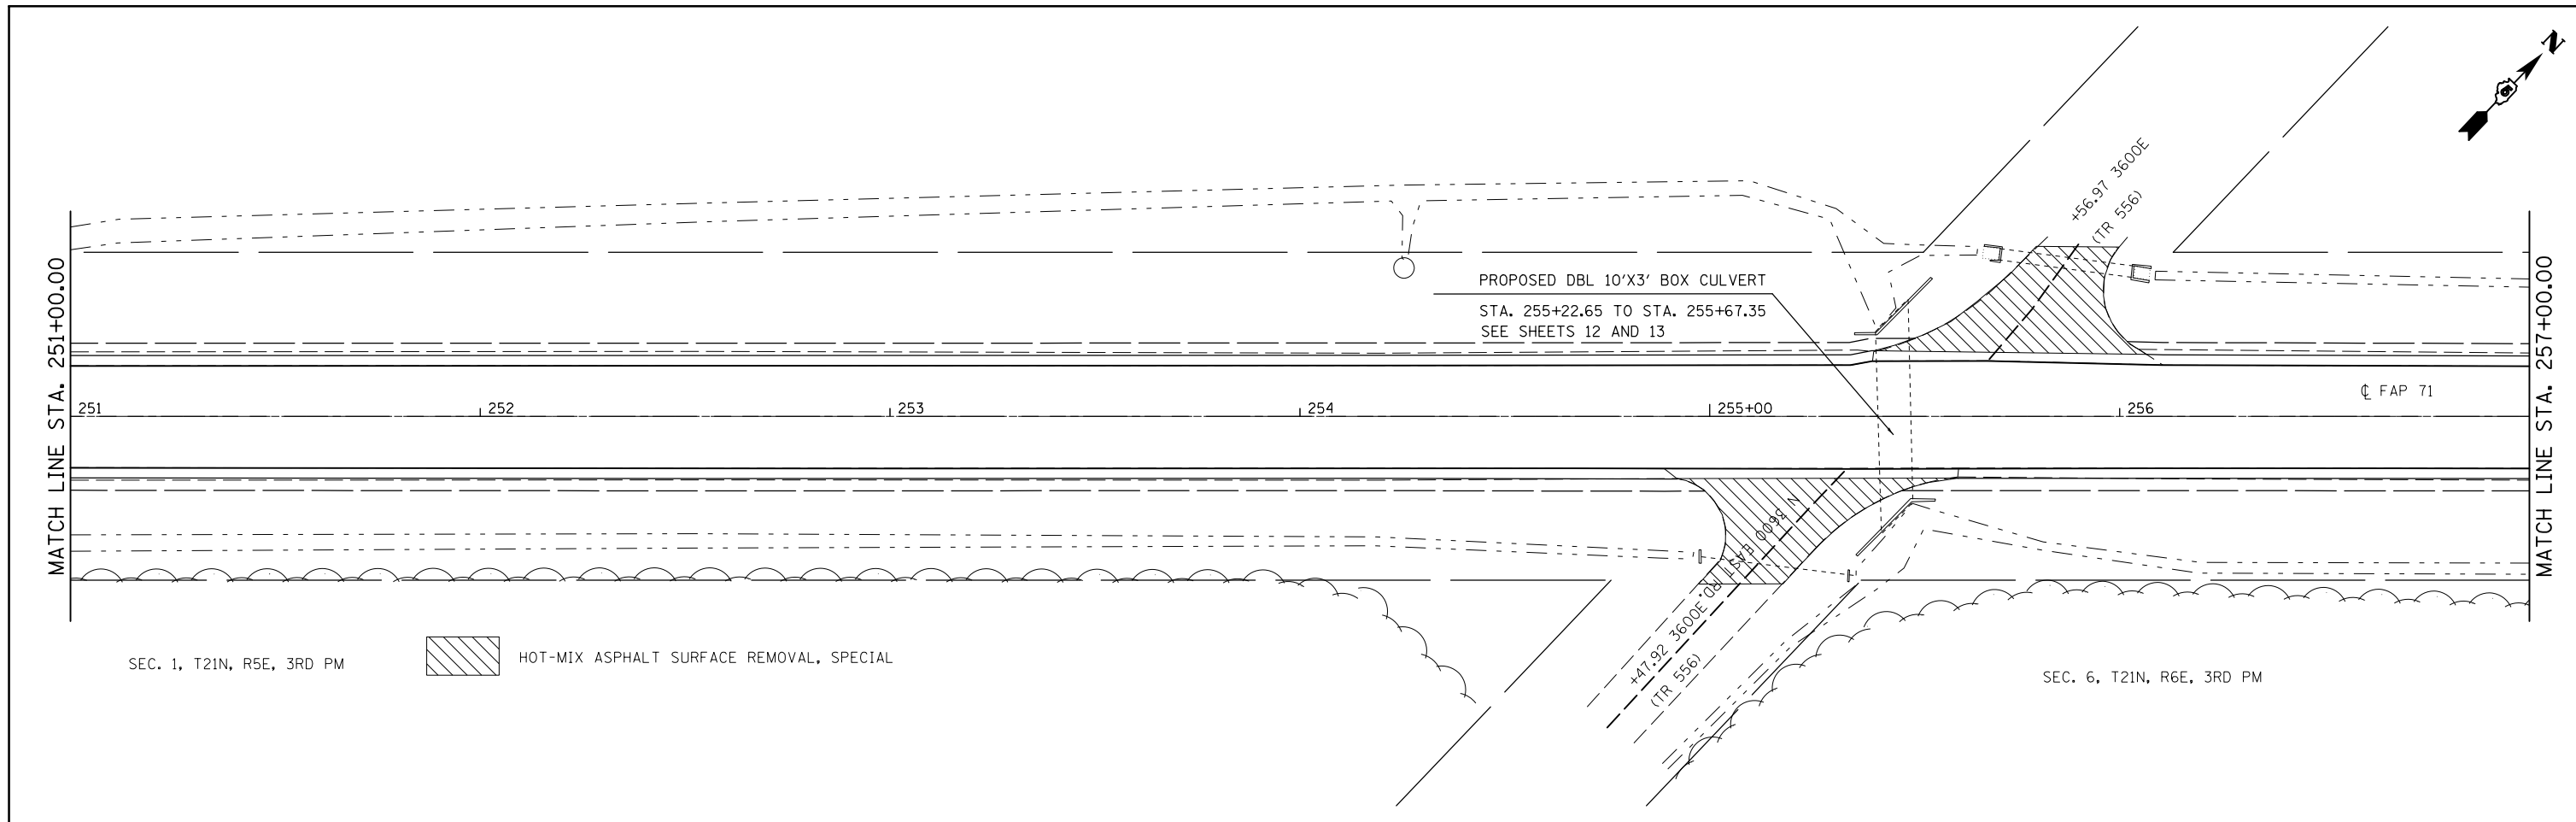 N
6
+56.97 3600E
(TR 556)
PROPOSED DBL 10'X3' BOX CULVERT
STA. 255+22.65 TO STA. 255+67.35
SEE SHEETS 12 AND 13
MATCH LINE STA. 251+00.00
MATCH LINE STA. 257+00.00
℄ FAP 71
251
252
253
254
255+00
256
N 3600 EAST RD.
+47.92 3600E
(TR 556)
SEC. 1, T21N, R5E, 3RD PM
HOT-MIX ASPHALT SURFACE REMOVAL, SPECIAL
SEC. 6, T21N, R6E, 3RD PM